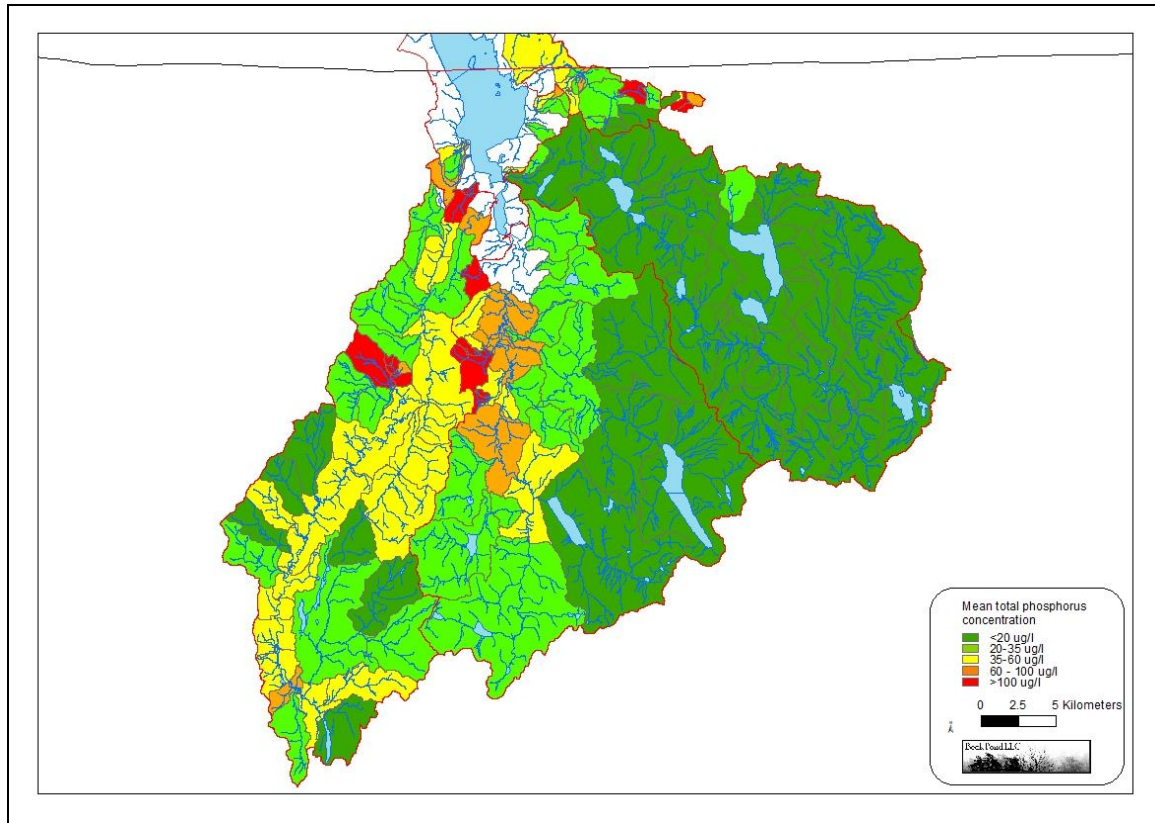 Mean total phosphorus
concentration
<20 ug/l
20-35 ug/l
35-60 ug/l
60 - 100 ug/l
>100 ug/l
0 2.5 5 Kilometers
Pond LLC